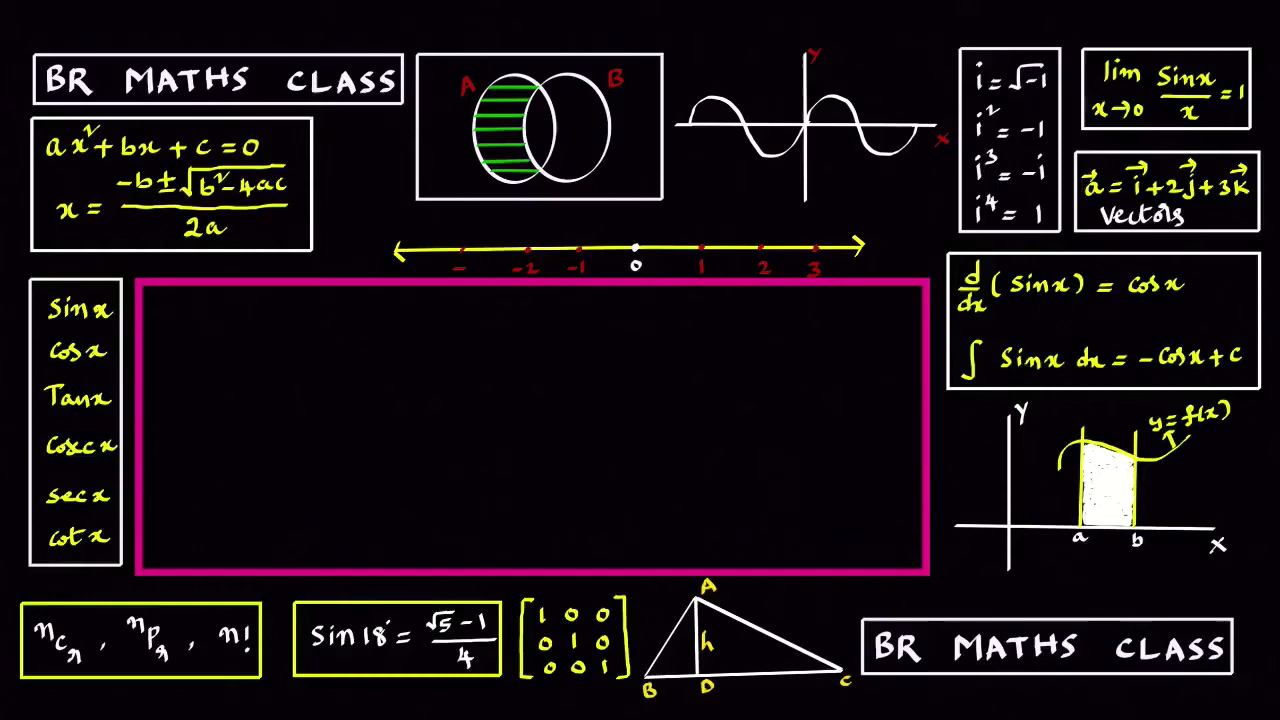 BR MATHS CLASS
ax² + bx + c = 0
x = (-b ± √(b² - 4ac)) / 2a
A B
Y
X
i = √-1
i² = -1
i³ = -i
i⁴ = 1
lim x→0 Sinx/x = 1
a⃗ = i⃗ + 2j⃗ + 3k⃗
Vectors
- -2 -1 0 1 2 3
d/dx (Sinx) = Cosx
∫ Sinx dx = -Cosx + c
Sinx
Cosx
Tanx
Cosecx
Secx
Cotx
Y
y = f(x)
a b
X
ⁿCᵣ, ⁿPᵣ, n!
Sin18° = (√5 - 1) / 4
1 0 0
0 1 0
0 0 1
A
h
B D C
BR MATHS CLASS